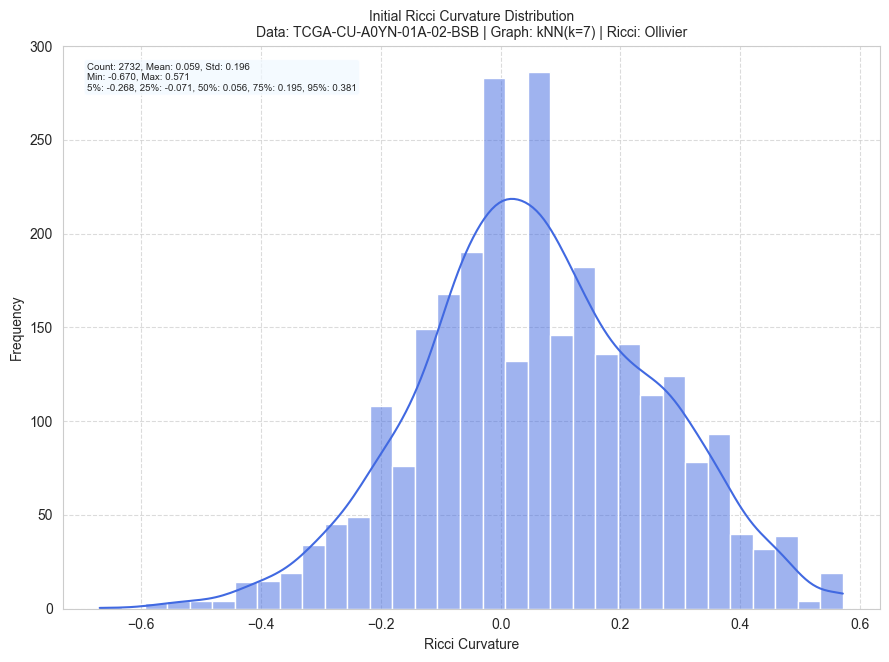 Initial Ricci Curvature Distribution
Data: TCGA-CU-A0YN-01A-02-BSB | Graph: kNN(k=7) | Ricci: Ollivier
Count: 2732, Mean: 0.059, Std: 0.196
Min: -0.670, Max: 0.571
5%: -0.268, 25%: -0.071, 50%: 0.056, 75%: 0.195, 95%: 0.381
300
250
200
150
100
50
0
Frequency
−0.6 −0.4 −0.2 0.0 0.2 0.4 0.6
Ricci Curvature